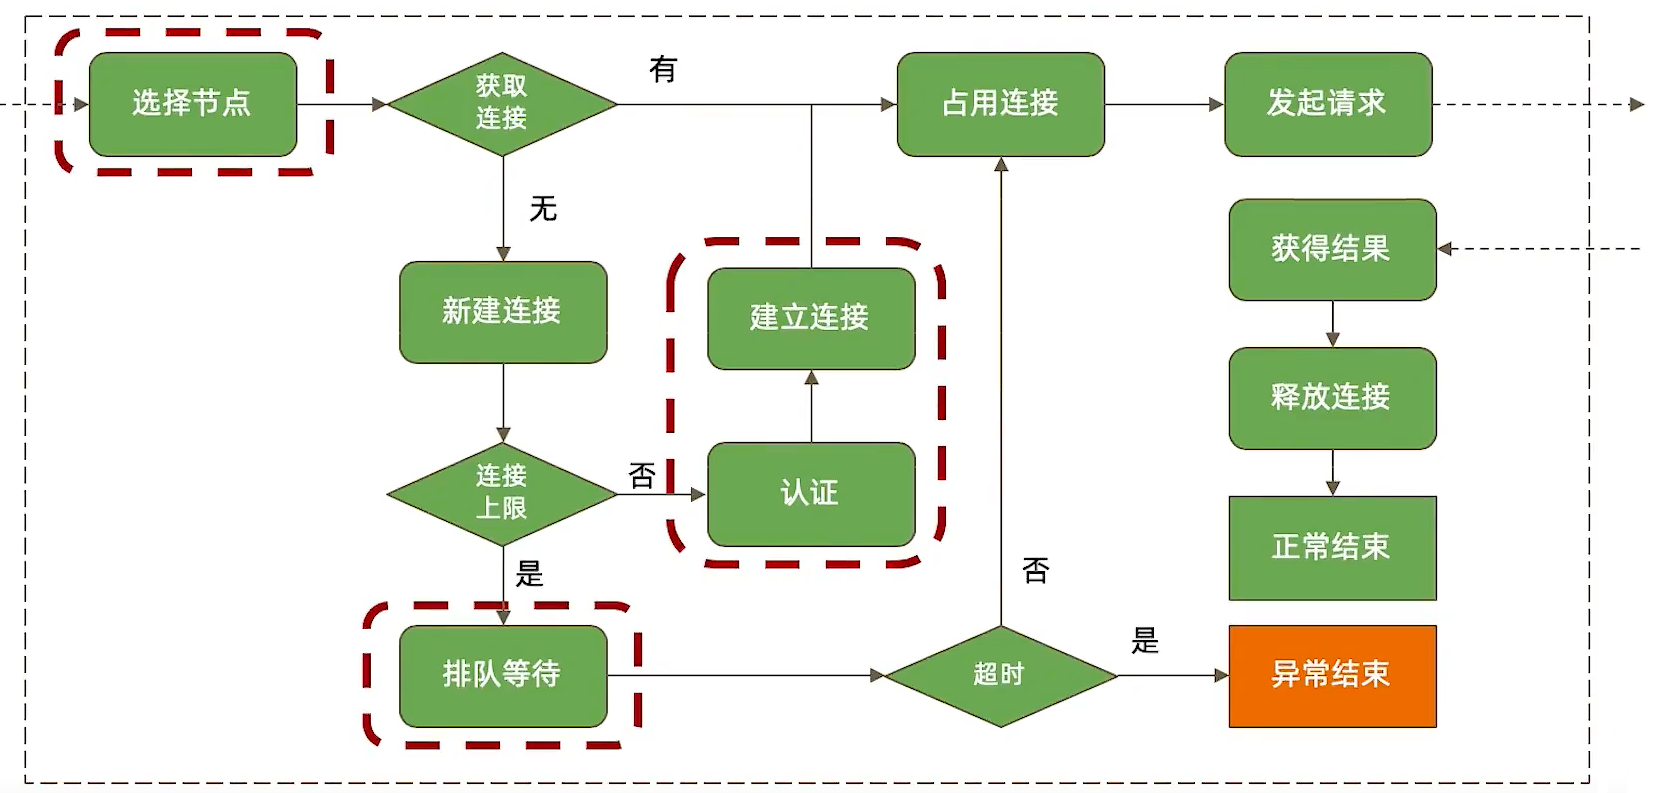 选择节点
获取
连接
有
占用连接
发起请求
无
获得结果
新建连接
建立连接
释放连接
连接
上限
否
认证
正常结束
是
否
排队等待
超时
是
异常结束